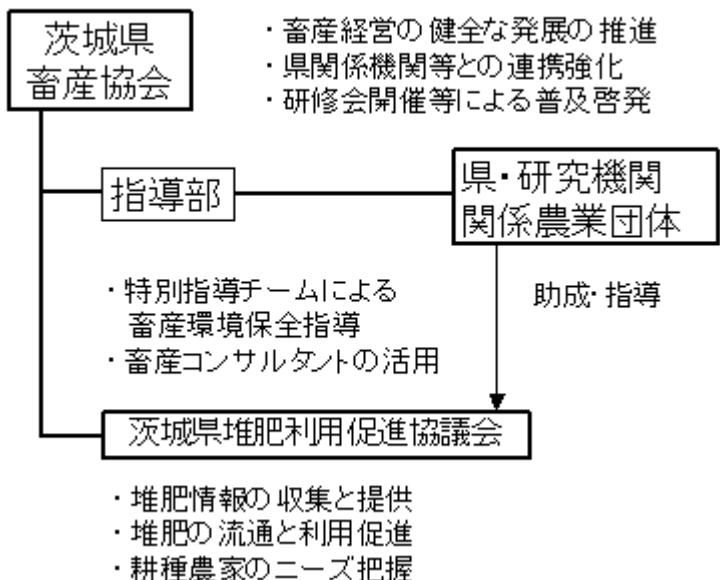 茨城県
畜産協会
・畜産経営の健全な発展の推進
・県関係機関等との連携強化
・研修会開催等による普及啓発
指導部
県・研究機関
関係農業団体
・特別指導チームによる
畜産環境保全指導
・畜産コンサルタントの活用
助成・指導
茨城県堆肥利用促進協議会
・堆肥情報の収集と提供
・堆肥の流通と利用促進
・耕種農家のニーズ把握